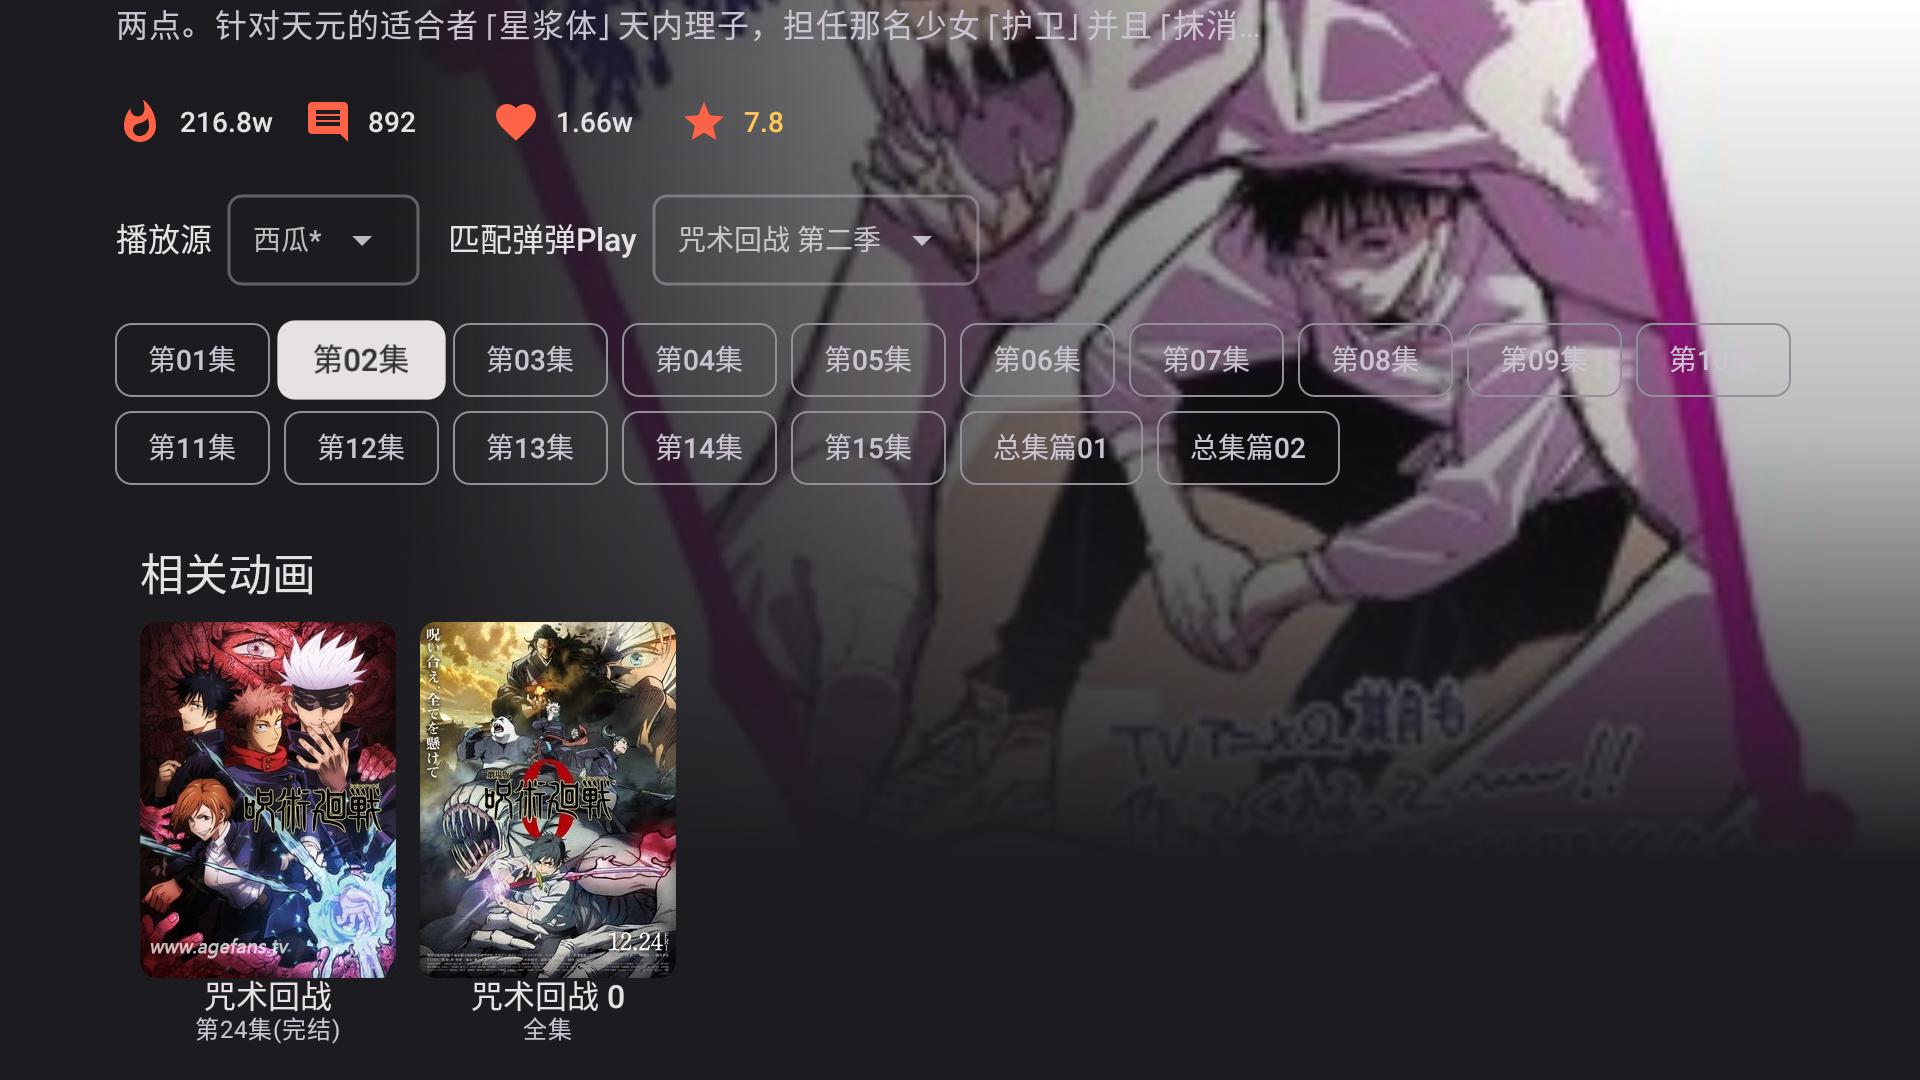 两点。针对天元的适合者「星浆体」天内理子，担任那名少女「护卫」并且「抹消...
216.8w 892 1.66w 7.8
播放源 西瓜* 匹配弹弹Play 咒术回战 第二季
第01集 第02集 第03集 第04集 第05集 第06集 第07集 第08集 第09集 第10集
第11集 第12集 第13集 第14集 第15集 总集篇01 总集篇02
相关动画
呪術廻戦
www.agefans.tv
呪い合え、全てを懸けて
劇場版
呪術廻戦
0
12.24 FRI
咒术回战
第24集(完结)
咒术回战 0
全集